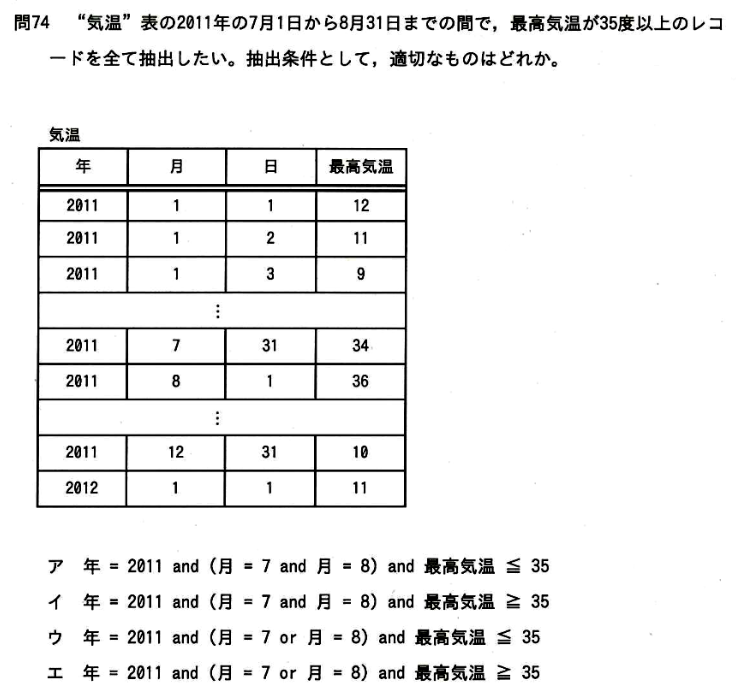 問74 “気温”表の2011年の7月1日から8月31日までの間で，最高気温が35度以上のレコ
ードを全て抽出したい。抽出条件として，適切なものはどれか。
気温
年 月 日 最高気温
2011 1 1 12
2011 1 2 11
2011 1 3 9
⋮
2011 7 31 34
2011 8 1 36
⋮
2011 12 31 10
2012 1 1 11
ア 年 = 2011 and (月 = 7 and 月 = 8) and 最高気温 ≦ 35
イ 年 = 2011 and (月 = 7 and 月 = 8) and 最高気温 ≧ 35
ウ 年 = 2011 and (月 = 7 or 月 = 8) and 最高気温 ≦ 35
エ 年 = 2011 and (月 = 7 or 月 = 8) and 最高気温 ≧ 35